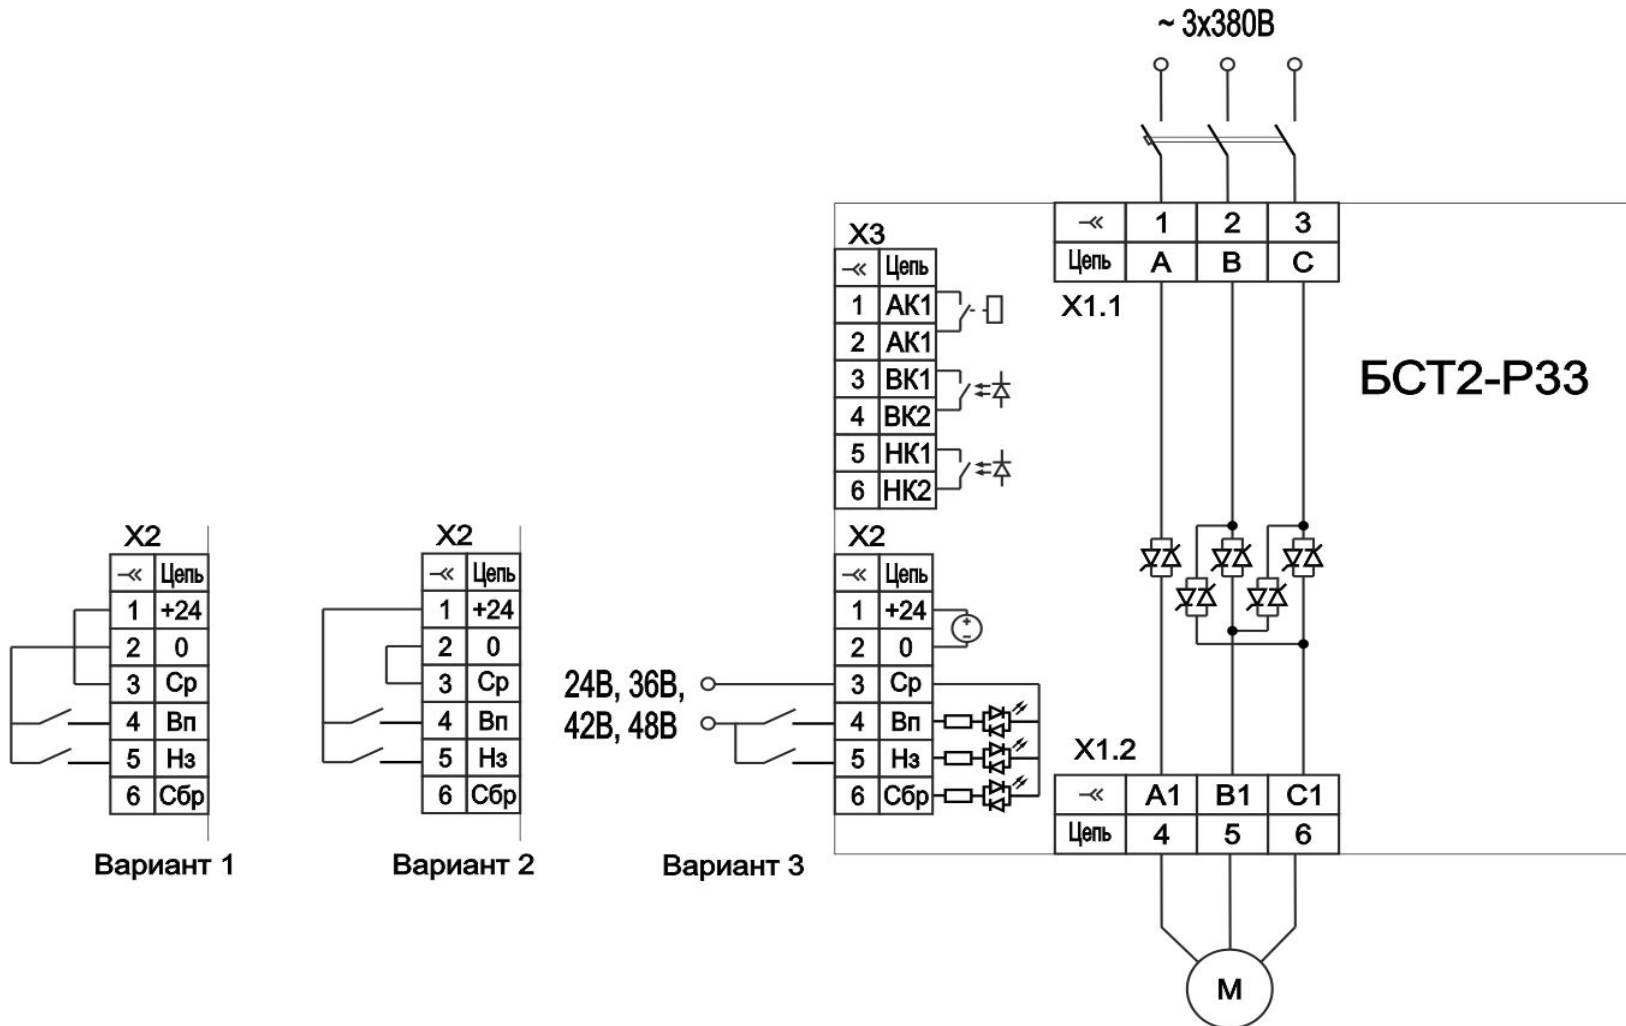 ~ 3x380В
1 2 3
Цепь A B C
X1.1
БСТ2-Р33
X3
Цепь
1 АК1
2 АК1
3 ВК1
4 ВК2
5 НК1
6 НК2
X2
Цепь
1 +24
2 0
3 Ср
4 Вп
5 Нз
6 Сбр
Вариант 1
X2
Цепь
1 +24
2 0
3 Ср
4 Вп
5 Нз
6 Сбр
Вариант 2
24В, 36В,
42В, 48В
X2
Цепь
1 +24
2 0
3 Ср
4 Вп
5 Нз
6 Сбр
Вариант 3
X1.2
A1 B1 C1
Цепь 4 5 6
М